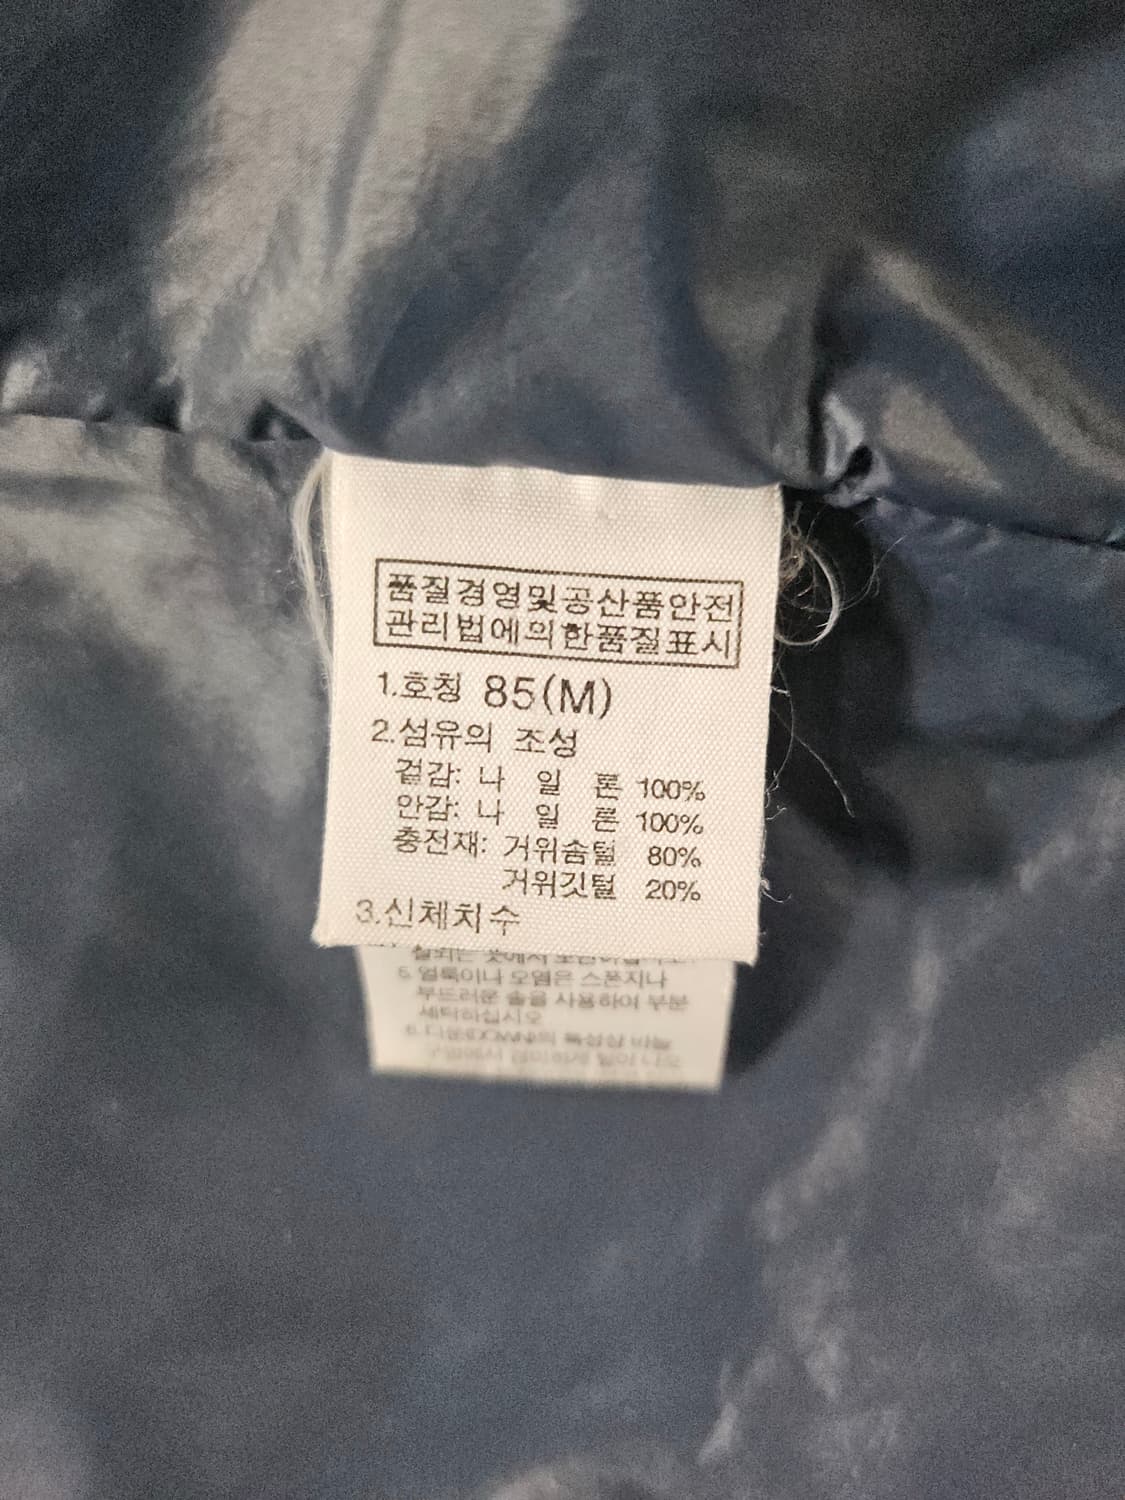 품질경영및공산품안전
관리법에의한품질표시
1.호칭 85(M)
2.섬유의 조성
겉감: 나 일 론 100%
안감: 나 일 론 100%
충전재: 거위솜털 80%
거위깃털 20%
3.신체치수
5. 얼룩이나 오염은 스폰지나
부드러운 솔을 사용하여 부분
세탁하십시오